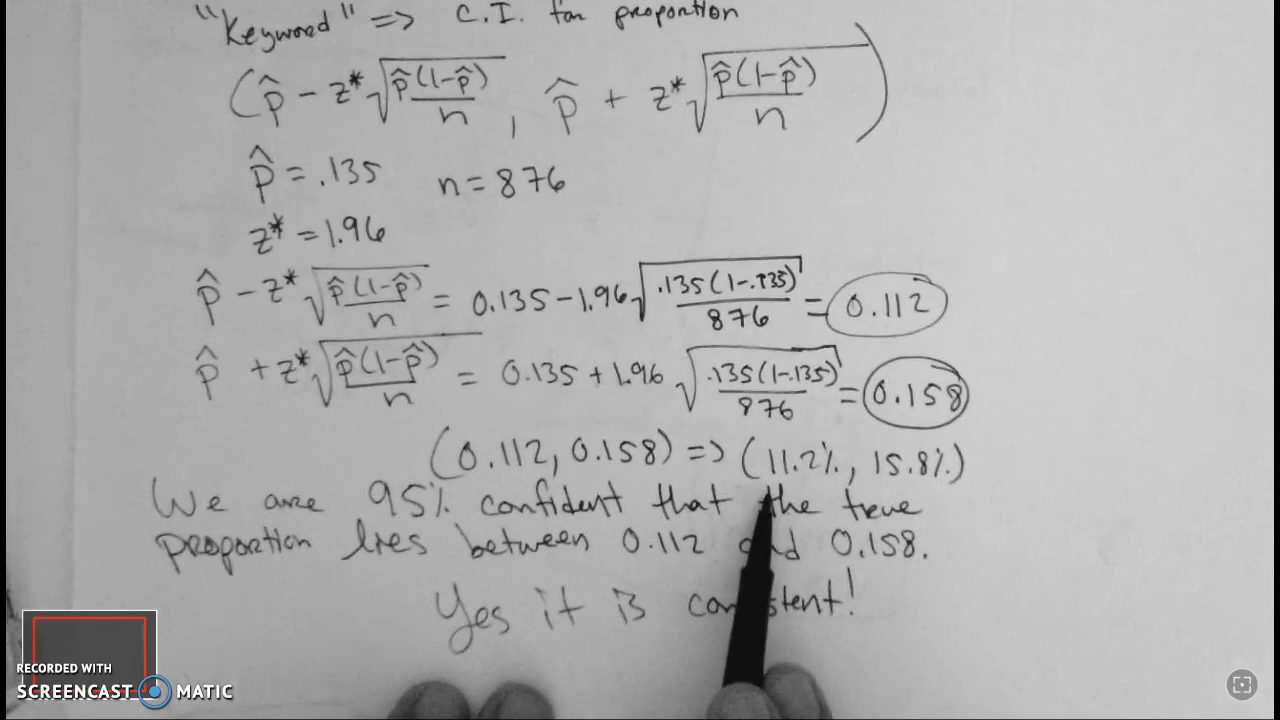 "Keyword" => C.I. for proportion
(p̂ - z*√(p̂(1-p̂)/n), p̂ + z*√(p̂(1-p̂)/n))
p̂ = .135 n = 876
z* = 1.96
p̂ - z*√(p̂(1-p̂)/n) = 0.135 - 1.96√(.135(1-.135)/876) = 0.112
p̂ + z*√(p̂(1-p̂)/n) = 0.135 + 1.96√(.135(1-.135)/876) = 0.158
(0.112, 0.158) => (11.2%, 15.8%)
We are 95% confident that the true
proportion lies between 0.112 and 0.158.
Yes it is consistent!
RECORDED WITH
SCREENCAST MATIC